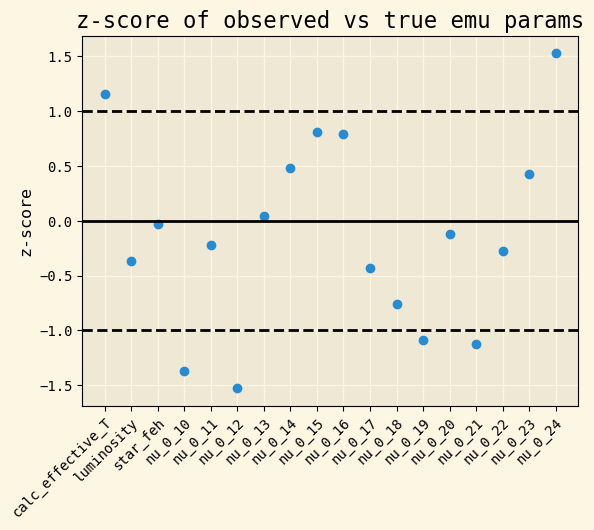 z-score of observed vs true emu params
z-score
1.5
1.0
0.5
0.0
−0.5
−1.0
−1.5
calc_effective_T
luminosity
star_feh
nu_0_10
nu_0_11
nu_0_12
nu_0_13
nu_0_14
nu_0_15
nu_0_16
nu_0_17
nu_0_18
nu_0_19
nu_0_20
nu_0_21
nu_0_22
nu_0_23
nu_0_24